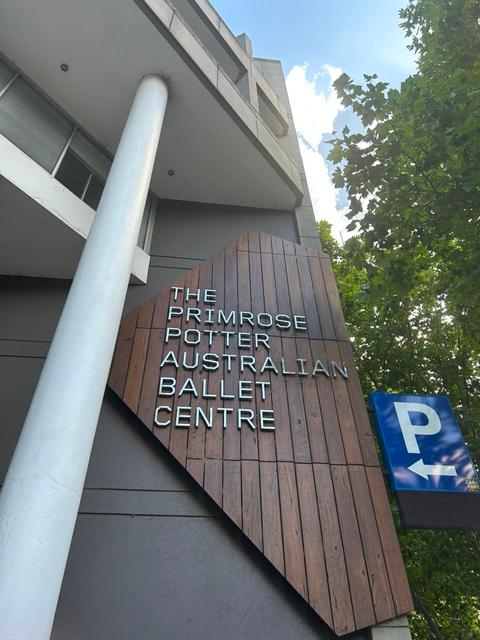 THE
PRIMROSE
POTTER
AUSTRALIAN
BALLET
CENTRE
P